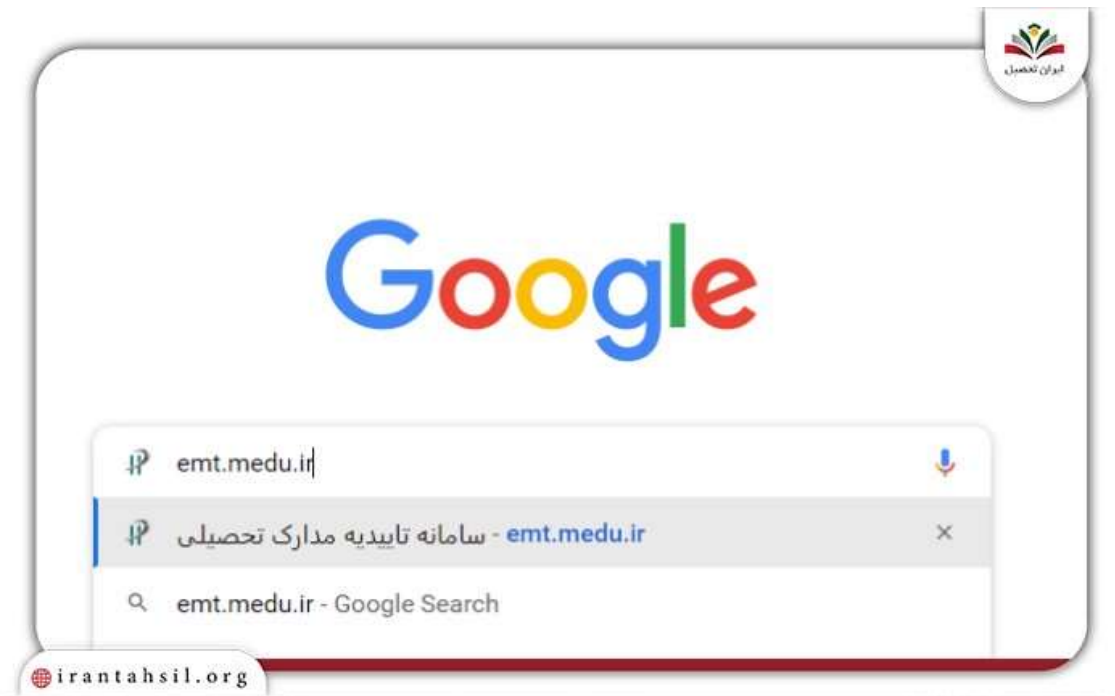 ایران تحصیل
Google
emt.medu.ir
emt.medu.ir - سامانه تاییدیه مدارک تحصیلی
emt.medu.ir - Google Search
irantahsil.org